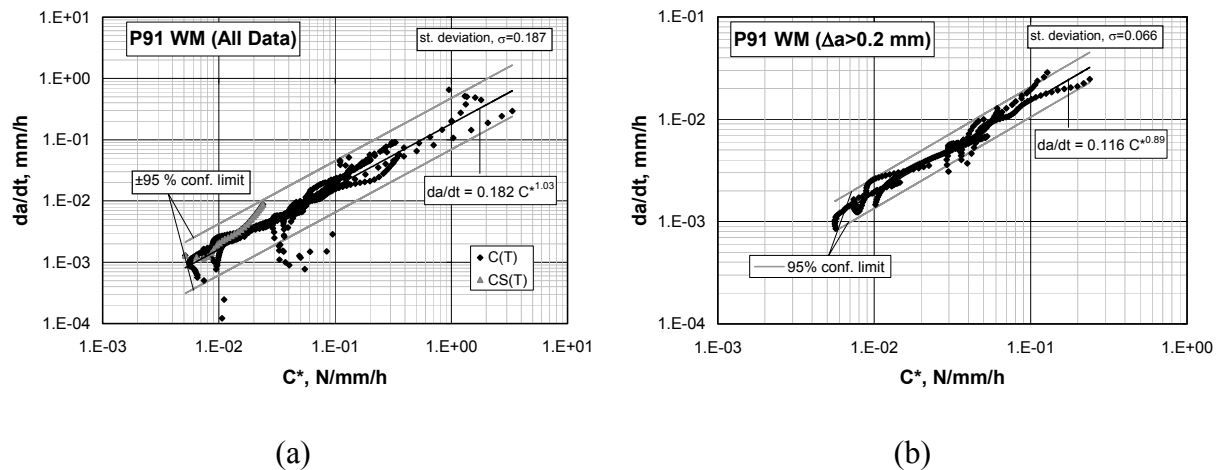 P91 WM (All Data)
st. deviation, σ=0.187
1.E+01
1.E+00
1.E-01
1.E-02
1.E-03
1.E-04
da/dt, mm/h
±95 % conf. limit
da/dt = 0.182 C*1.03
C(T)
CS(T)
1.E-03 1.E-02 1.E-01 1.E+00 1.E+01
C*, N/mm/h
(a)
P91 WM (Δa>0.2 mm)
st. deviation, σ=0.066
1.E-01
1.E-02
1.E-03
1.E-04
da/dt, mm/h
da/dt = 0.116 C*0.89
95% conf. limit
1.E-03 1.E-02 1.E-01 1.E+00
C*, N/mm/h
(b)